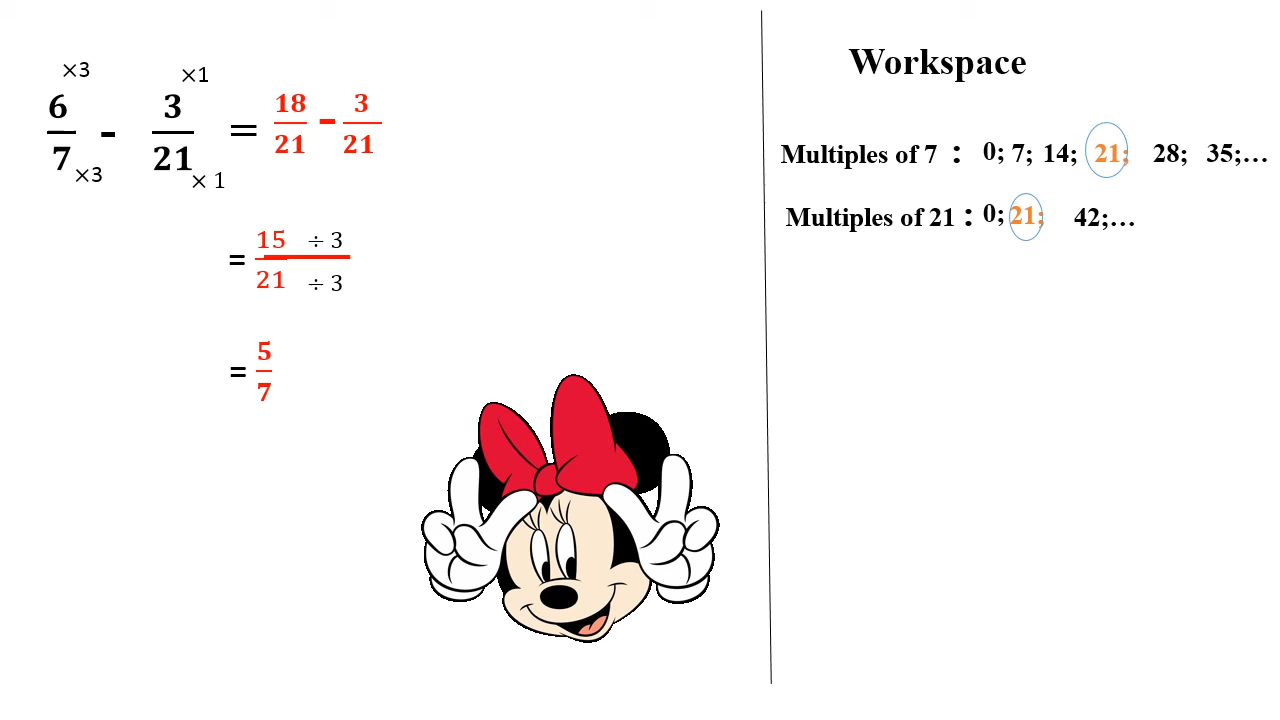 ×3 ×1
6/7 - 3/21 = 18/21 - 3/21
×3 × 1
= 15/21 ÷ 3
÷ 3
= 5/7
Workspace
Multiples of 7 : 0; 7; 14; 21; 28; 35;…
Multiples of 21 : 0; 21; 42;…